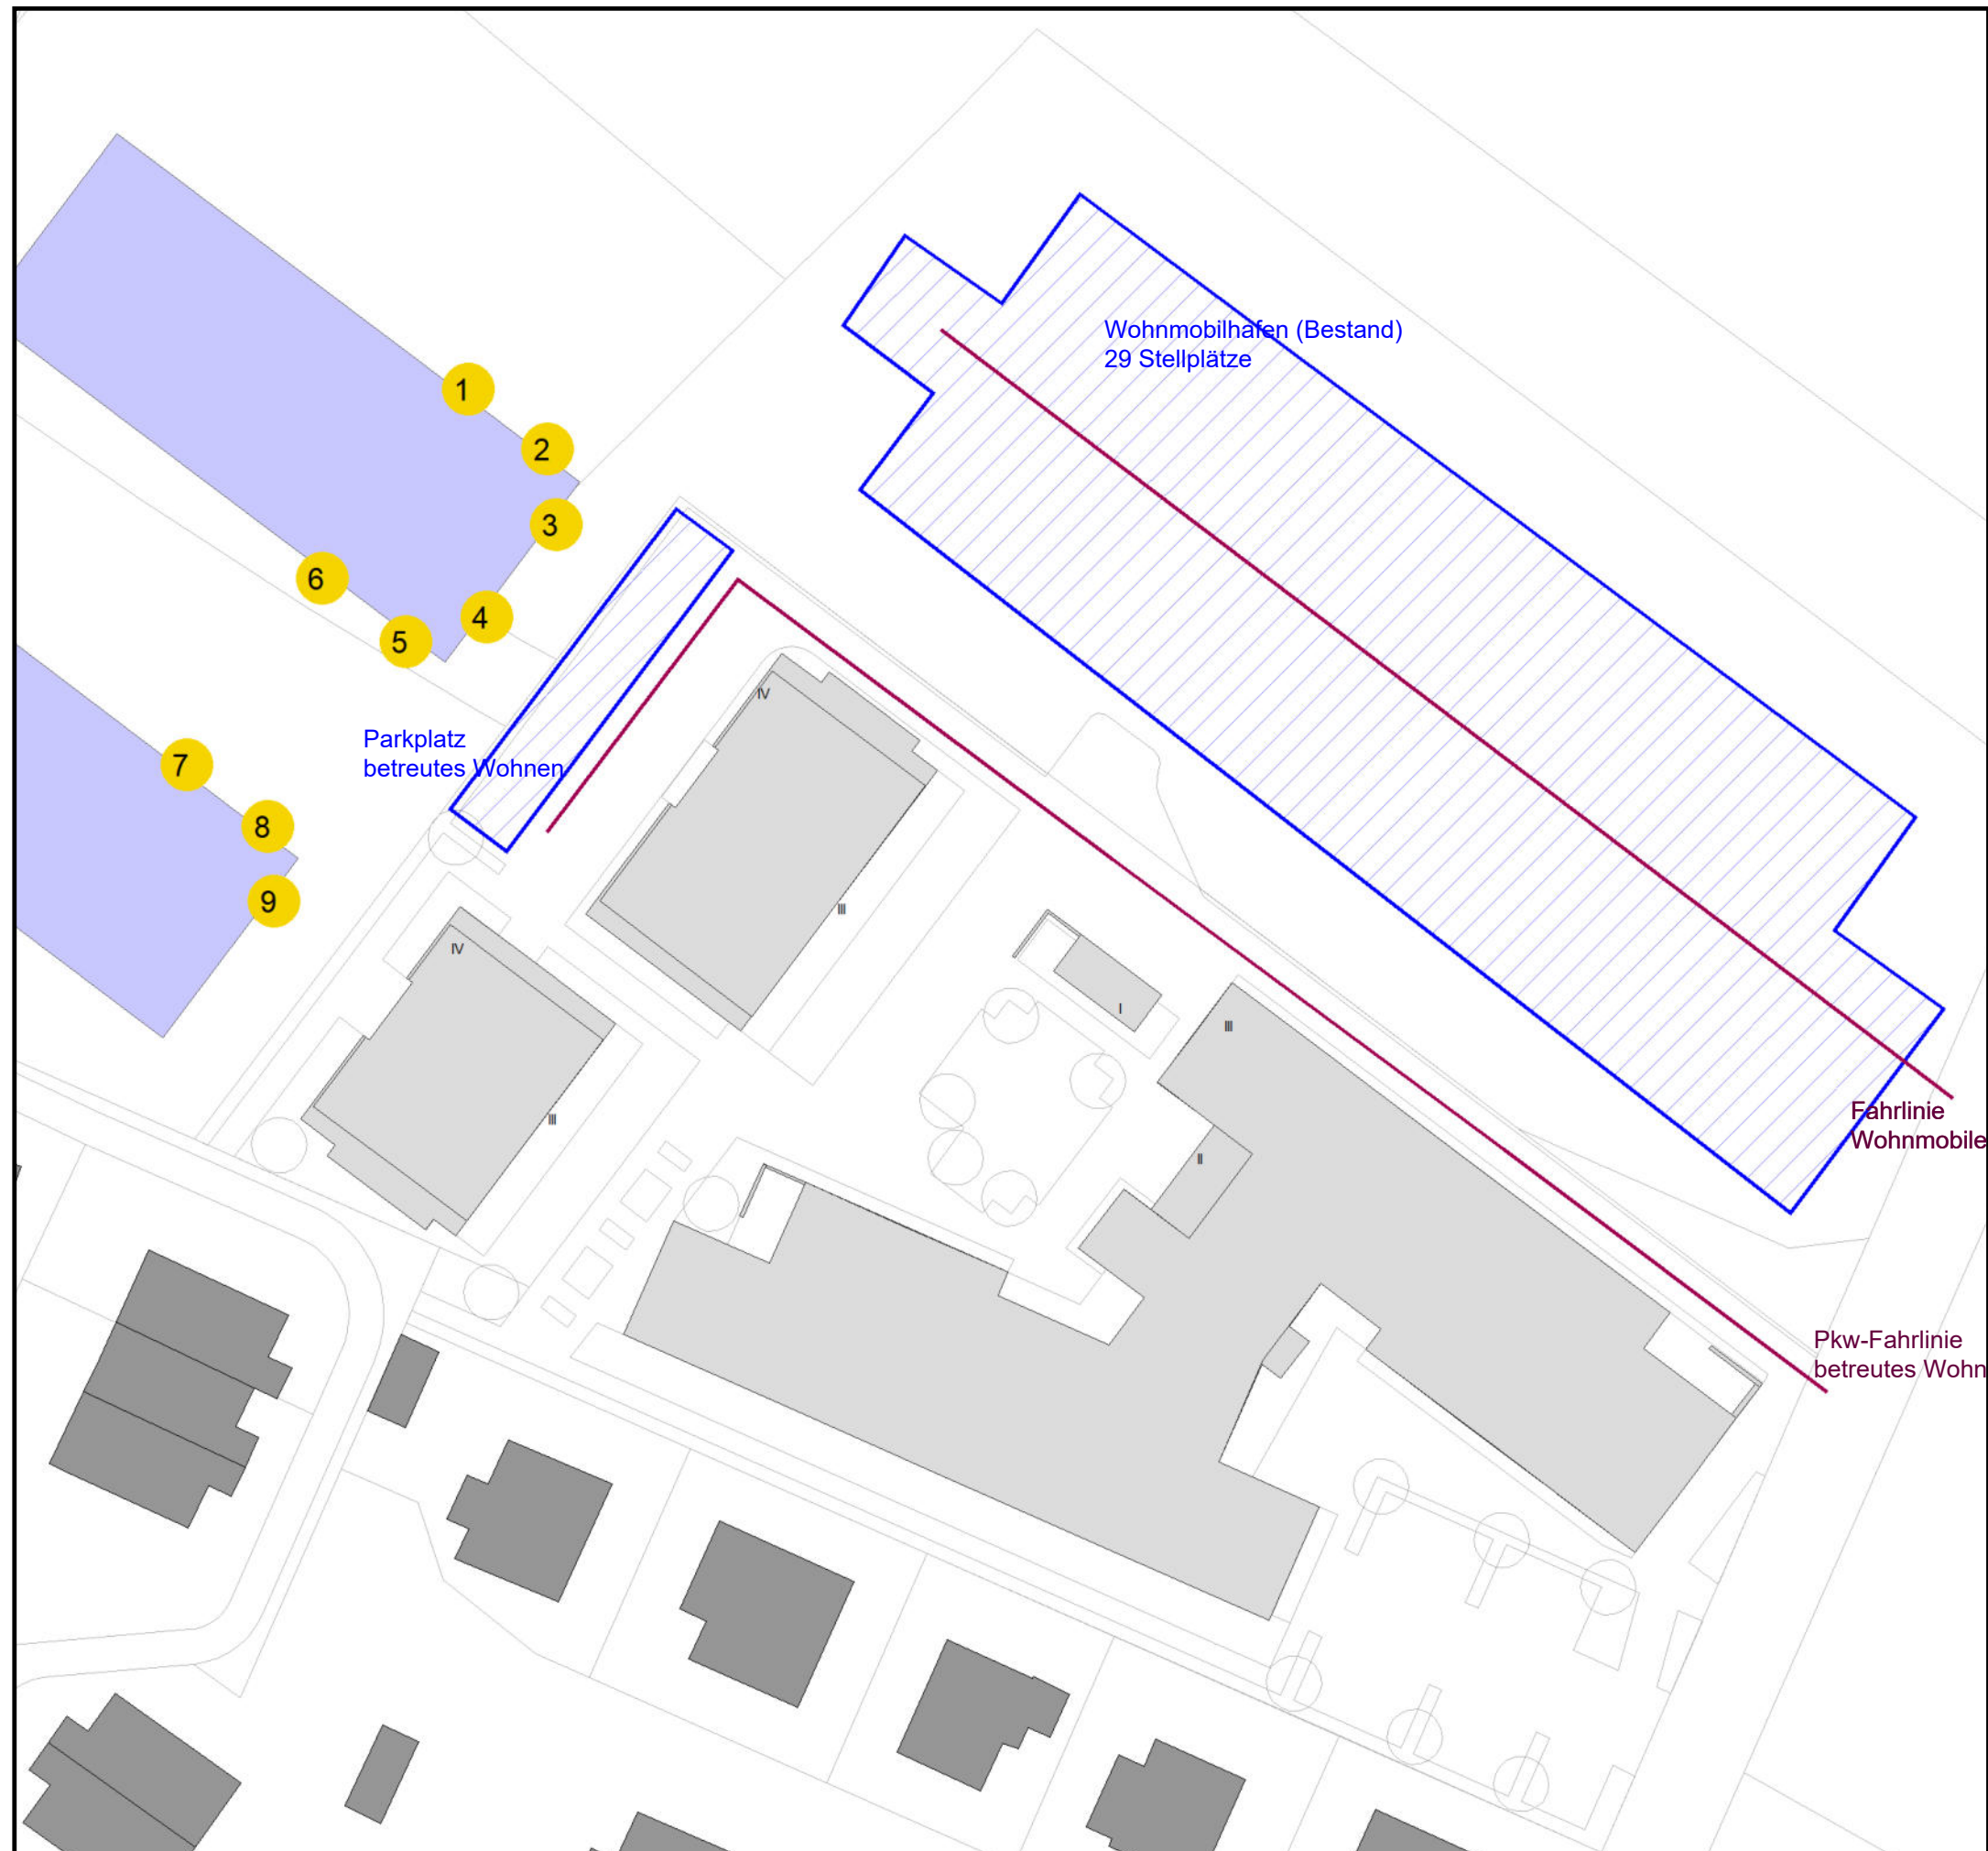 Wohnmobilhafen (Bestand)
29 Stellplätze
1
2
3
6
4
5
IV
Parkplatz
betreutes Wohnen
7
8
9
III
IV
I
III
Fahrlinie
Wohnmobile
III
II
Pkw-Fahrlinie
betreutes Wohn